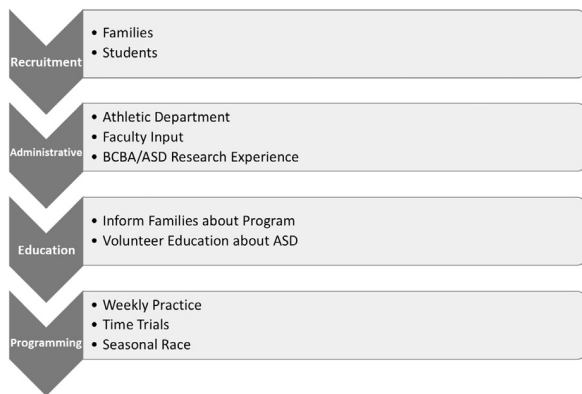 Recruitment
• Families
• Students
Administrative
• Athletic Department
• Faculty Input
• BCBA/ASD Research Experience
Education
• Inform Families about Program
• Volunteer Education about ASD
Programming
• Weekly Practice
• Time Trials
• Seasonal Race